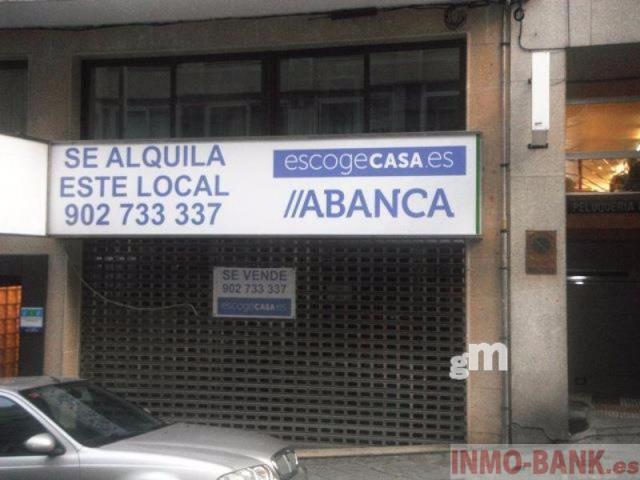 SE ALQUILA
ESTE LOCAL
902 733 337
escogeCASA.es
//ABANCA
SE VENDE
902 733 337
escogeCASA.es
PELUQUERIA
gm
INMO-BANK.es